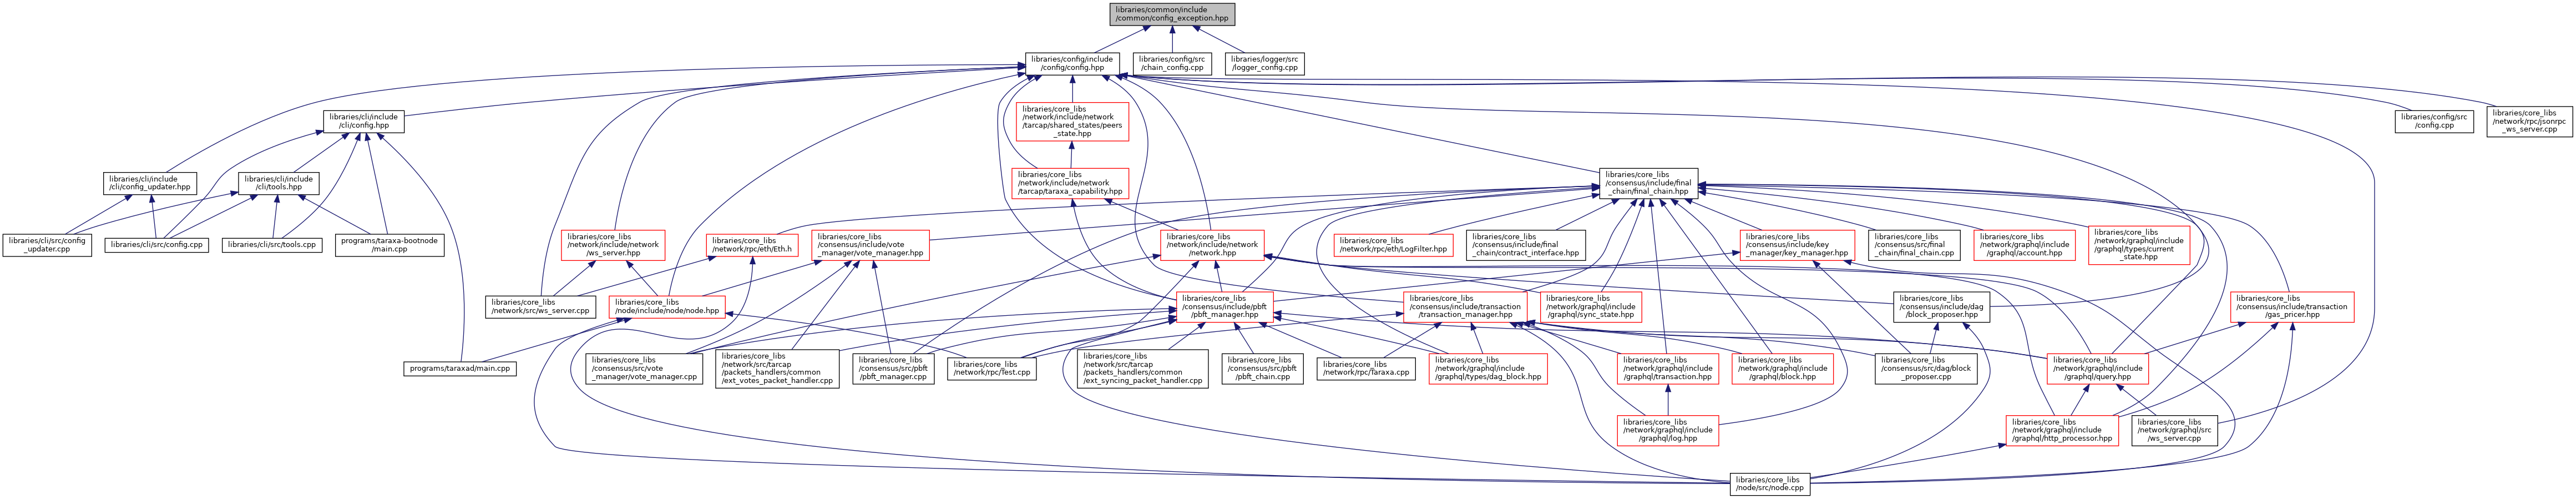 libraries/common/include
/common/config_exception.hpp
libraries/config/include
/config/config.hpp
libraries/config/src
/chain_config.cpp
libraries/logger/src
/logger_config.cpp
libraries/cli/include
/cli/config.hpp
libraries/core_libs
/network/include/network
/tarcap/shared_states/peers
_state.hpp
libraries/config/src
/config.cpp
libraries/core_libs
/network/rpc/jsonrpc
_ws_server.cpp
libraries/cli/include
/cli/config_updater.hpp
libraries/cli/include
/cli/tools.hpp
libraries/core_libs
/network/include/network
/tarcap/taraxa_capability.hpp
libraries/core_libs
/consensus/include/final
_chain/final_chain.hpp
libraries/cli/src/config
_updater.cpp
libraries/cli/src/config.cpp
libraries/cli/src/tools.cpp
programs/taraxa-bootnode
/main.cpp
libraries/core_libs
/network/include/network
/ws_server.hpp
libraries/core_libs
/network/rpc/eth/Eth.h
libraries/core_libs
/consensus/include/vote
_manager/vote_manager.hpp
libraries/core_libs
/network/include/network
/network.hpp
libraries/core_libs
/network/rpc/eth/LogFilter.hpp
libraries/core_libs
/consensus/include/final
_chain/contract_interface.hpp
libraries/core_libs
/consensus/include/key
_manager/key_manager.hpp
libraries/core_libs
/consensus/src/final
_chain/final_chain.cpp
libraries/core_libs
/network/graphql/include
/graphql/account.hpp
libraries/core_libs
/network/graphql/include
/graphql/types/current
_state.hpp
libraries/core_libs
/network/src/ws_server.cpp
libraries/core_libs
/node/include/node/node.hpp
libraries/core_libs
/consensus/include/pbft
/pbft_manager.hpp
libraries/core_libs
/consensus/include/transaction
/transaction_manager.hpp
libraries/core_libs
/network/graphql/include
/graphql/sync_state.hpp
libraries/core_libs
/consensus/include/dag
/block_proposer.hpp
libraries/core_libs
/consensus/include/transaction
/gas_pricer.hpp
programs/taraxad/main.cpp
libraries/core_libs
/consensus/src/vote
_manager/vote_manager.cpp
libraries/core_libs
/network/src/tarcap
/packets_handlers/common
/ext_votes_packet_handler.cpp
libraries/core_libs
/consensus/src/pbft
/pbft_manager.cpp
libraries/core_libs
/network/rpc/Test.cpp
libraries/core_libs
/network/src/tarcap
/packets_handlers/common
/ext_syncing_packet_handler.cpp
libraries/core_libs
/consensus/src/pbft
/pbft_chain.cpp
libraries/core_libs
/network/rpc/Taraxa.cpp
libraries/core_libs
/network/graphql/include
/graphql/types/dag_block.hpp
libraries/core_libs
/network/graphql/include
/graphql/transaction.hpp
libraries/core_libs
/network/graphql/include
/graphql/block.hpp
libraries/core_libs
/consensus/src/dag/block
_proposer.cpp
libraries/core_libs
/network/graphql/include
/graphql/query.hpp
libraries/core_libs
/network/graphql/include
/graphql/log.hpp
libraries/core_libs
/network/graphql/include
/graphql/http_processor.hpp
libraries/core_libs
/network/graphql/src
/ws_server.cpp
libraries/core_libs
/node/src/node.cpp